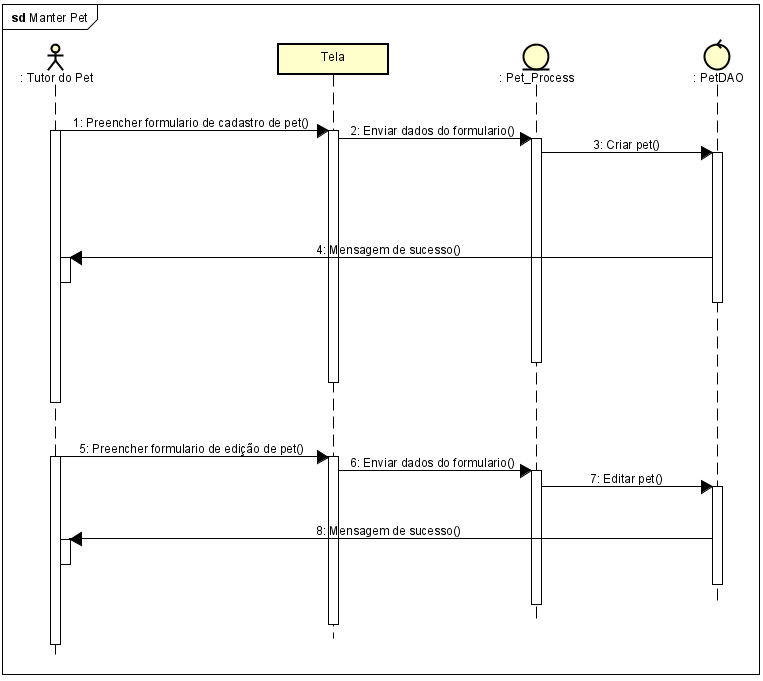 sd Manter Pet
: Tutor do Pet
Tela
: Pet_Process
: PetDAO
1: Preencher formulario de cadastro de pet()
2: Enviar dados do formulario()
3: Criar pet()
4: Mensagem de sucesso()
5: Preencher formulario de edição de pet()
6: Enviar dados do formulario()
7: Editar pet()
8: Mensagem de sucesso()